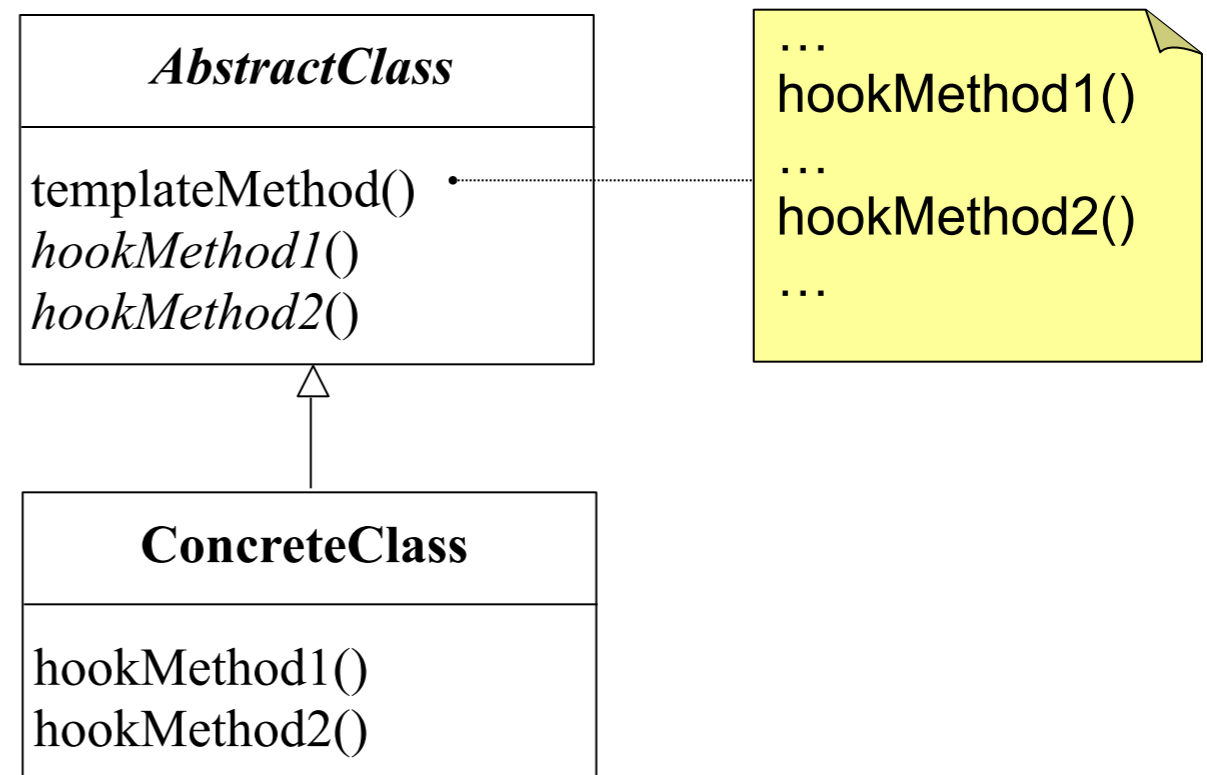 AbstractClass
templateMethod()
hookMethod1()
hookMethod2()
…
hookMethod1()
…
hookMethod2()
…
ConcreteClass
hookMethod1()
hookMethod2()